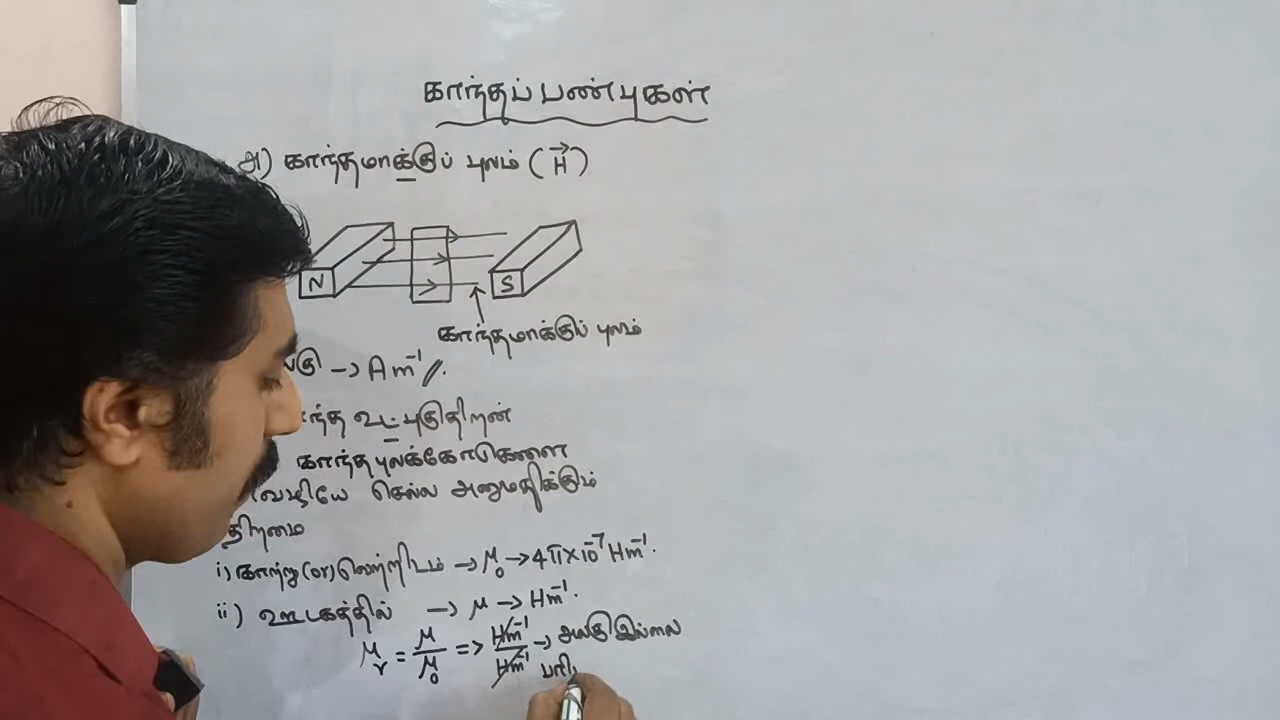 காந்தப் பண்புகள்
அ) காந்தமாக்குப் புலம் (H→)
N S
காந்தமாக்குப் புலம்
→ Am⁻¹//.
உட்புகுதிறன்
காந்தபுலக்கோடுகளை
வழியே செல்ல அனுமதிக்கும்
திறமை
i) காற்று (or) வெற்றிடம் → μ₀ → 4π×10⁻⁷ Hm⁻¹.
ii) ஊடகத்தில் → μ → Hm⁻¹.
μᵣ = μ/μ₀ => Hm⁻¹/Hm⁻¹ → அலகு இல்லை